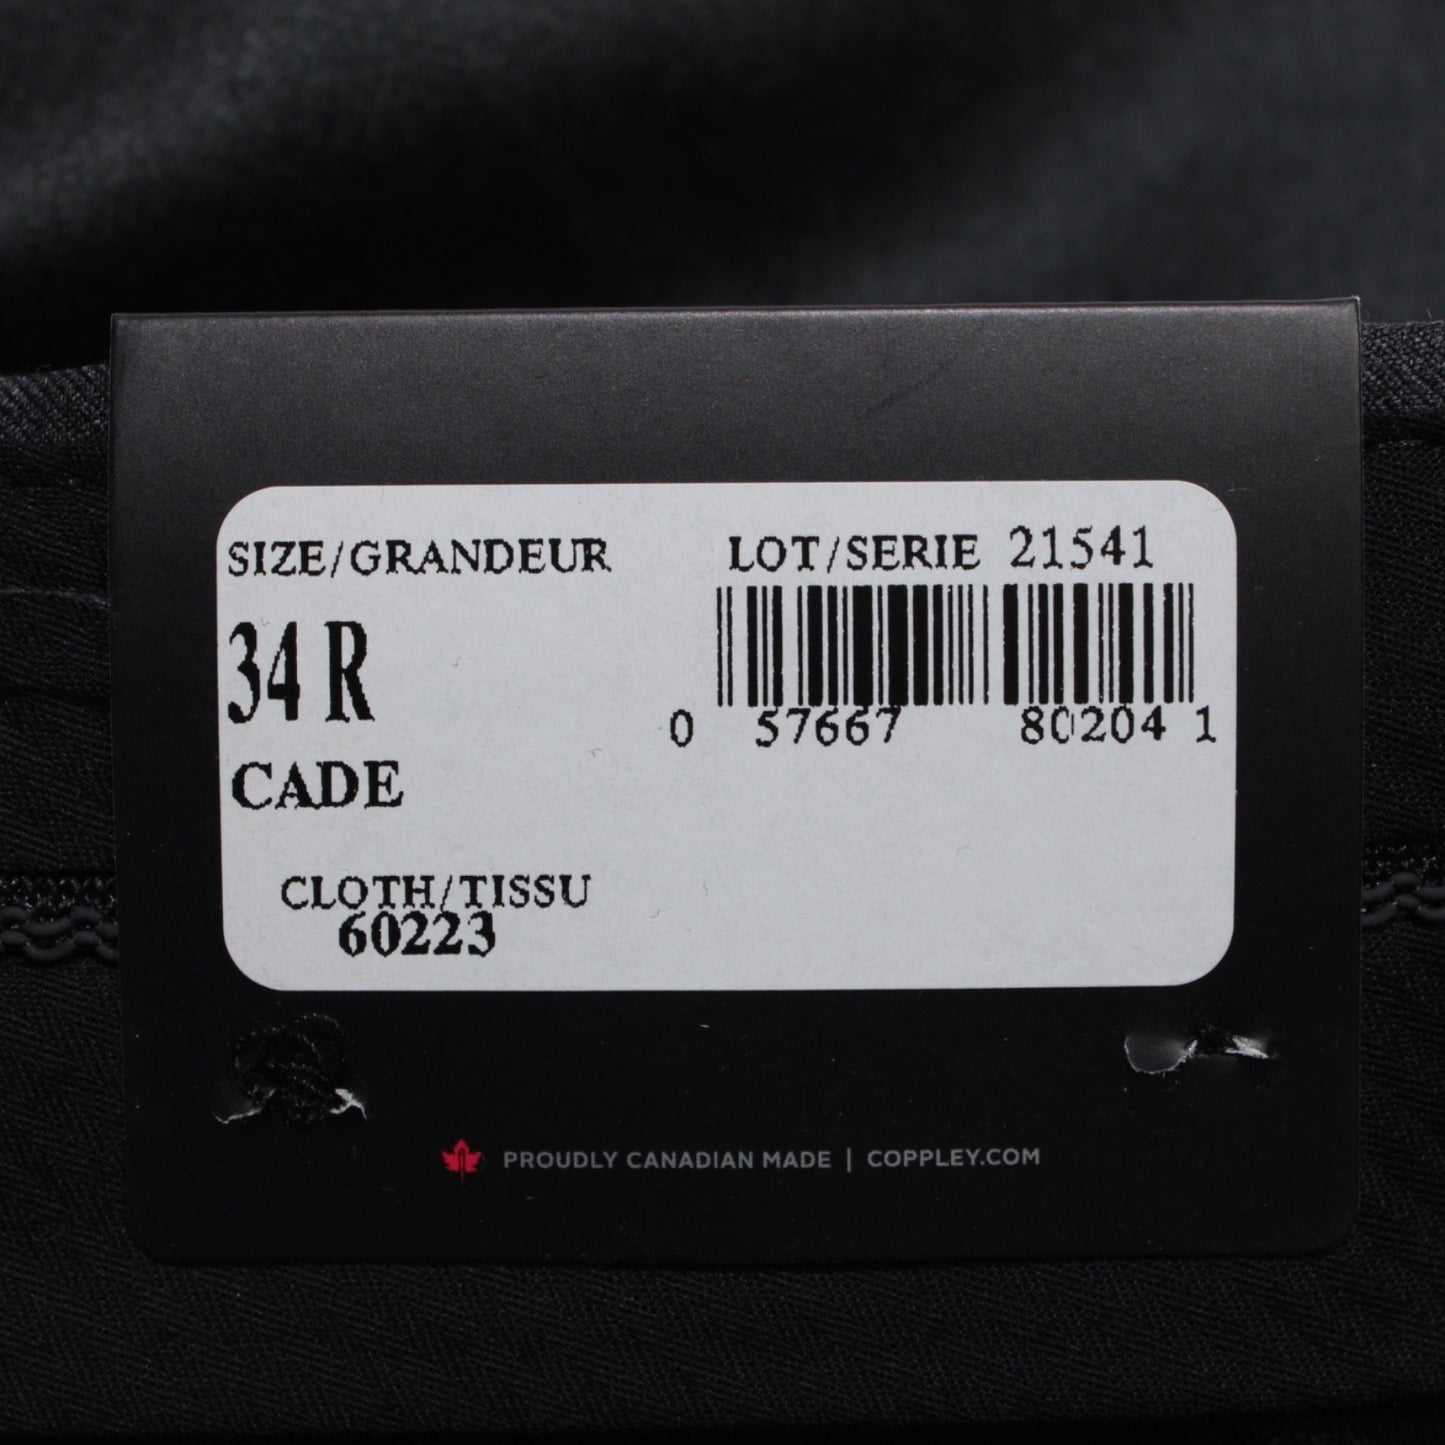 SIZE/GRANDEUR
34 R
CADE
CLOTH/TISSU
60223
LOT/SERIE 21541
0 57667 80204 1
PROUDLY CANADIAN MADE | COPPLEY.COM